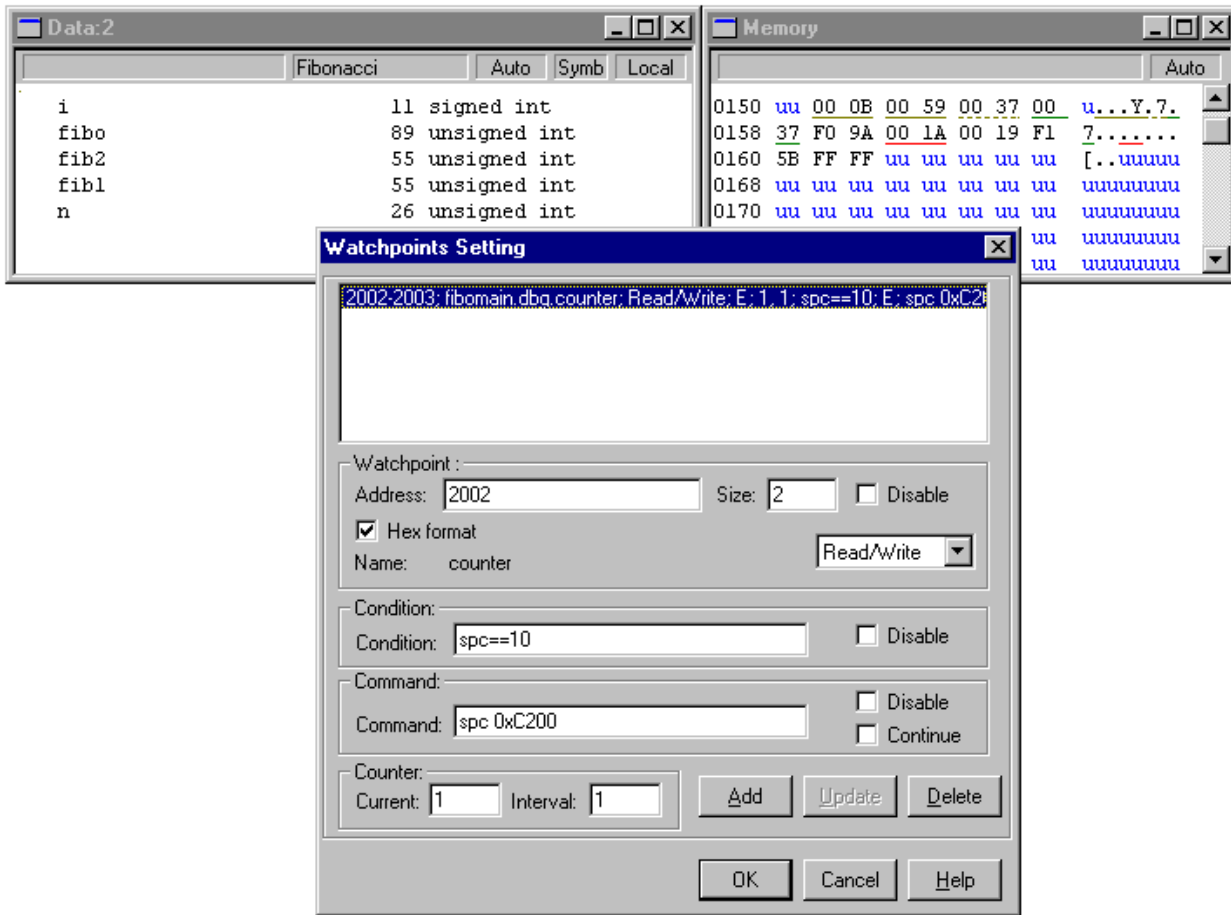 Data:2
Fibonacci Auto Symb Local
i 11 signed int
fibo 89 unsigned int
fib2 55 unsigned int
fib1 55 unsigned int
n 26 unsigned int
Memory
Auto
0150 uu 00 0B 00 59 00 37 00 u...Y.7.
0158 37 F0 9A 00 1A 00 19 F1 7.......
0160 5B FF FF uu uu uu uu uu [..uuuuu
0168 uu uu uu uu uu uu uu uu uuuuuuuu
0170 uu uu uu uu uu uu uu uu uuuuuuuu
uu uuuuuuuu
uu uuuuuuuu
Watchpoints Setting
2002-2003; fibomain.dbg.counter; Read/Write; E; 1, 1; spc==10; E; spc 0xC2
Watchpoint :
Address: 2002 Size: 2 Disable
Hex format
Read/Write
Name: counter
Condition:
Condition: spc==10 Disable
Command:
Disable
Command: spc 0xC200
Continue
Counter:
Current: 1 Interval: 1 Add Update Delete
OK Cancel Help